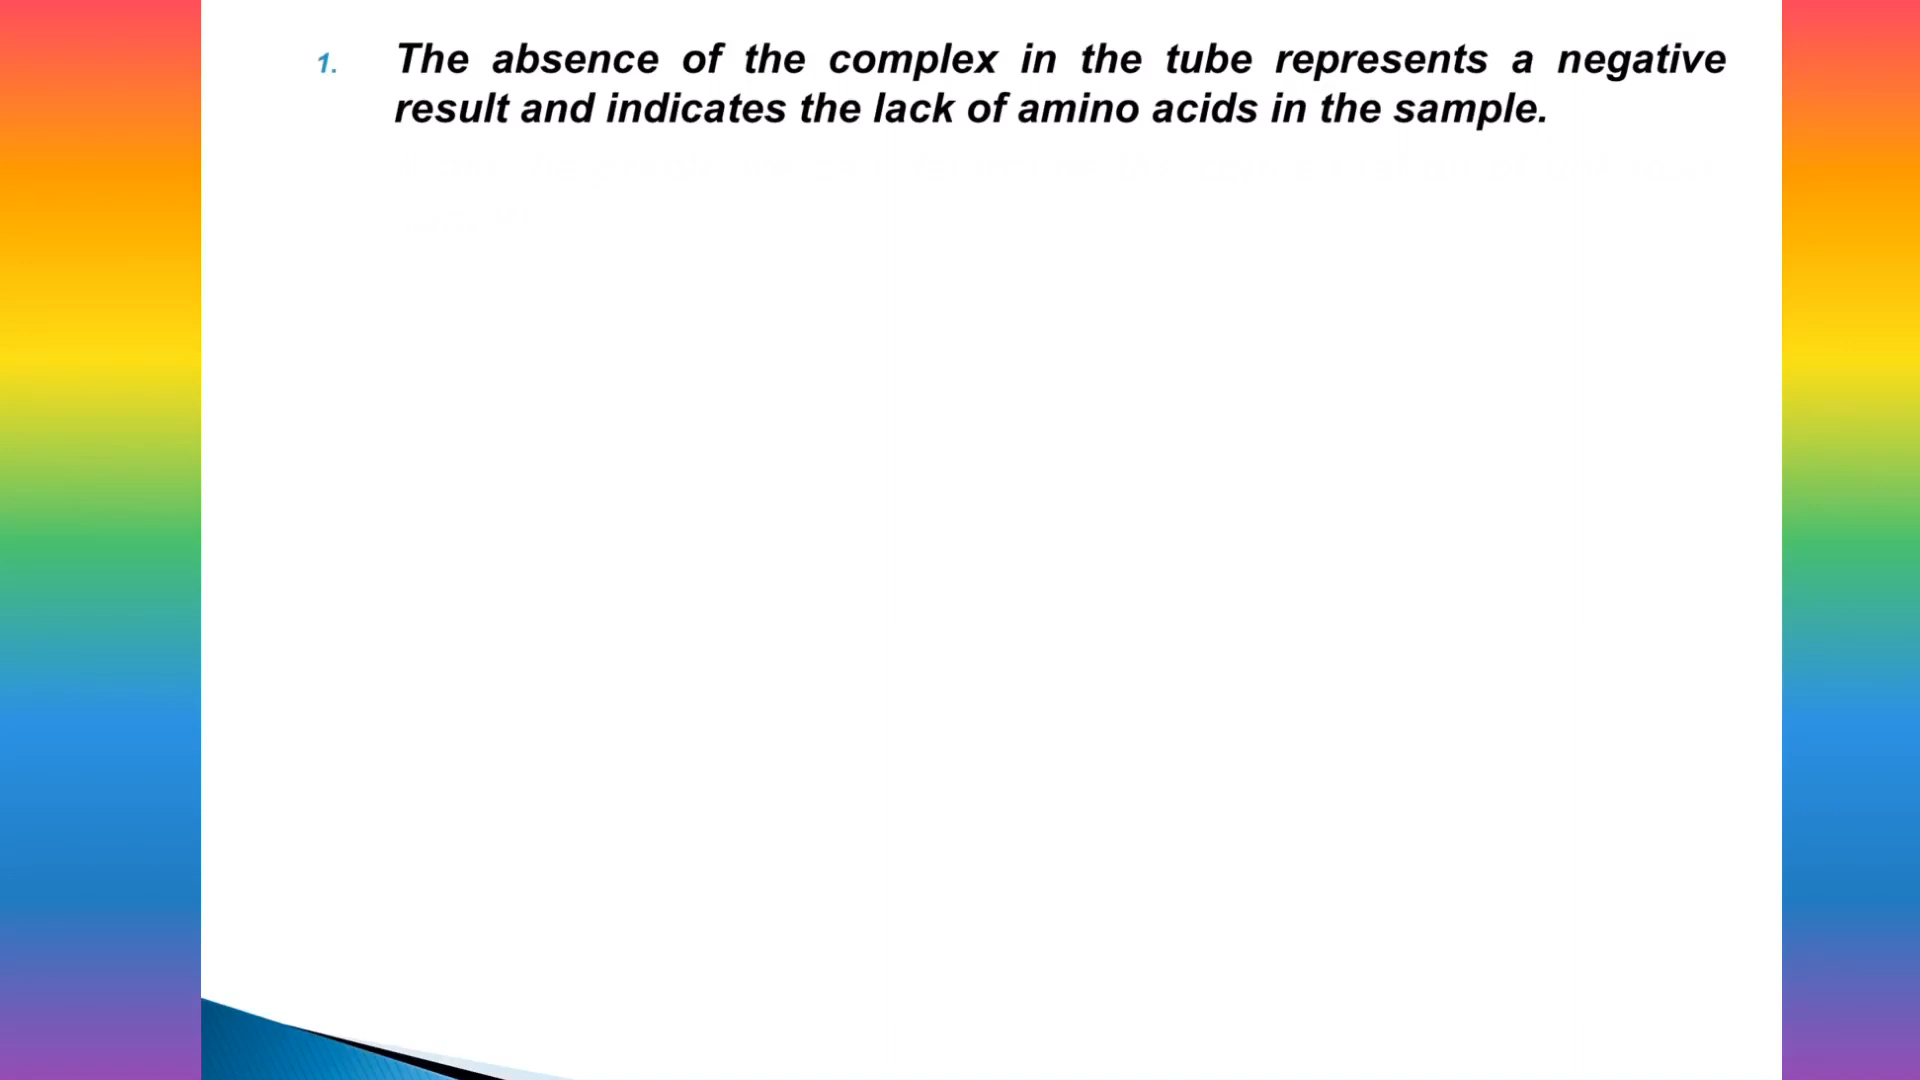 1. The absence of the complex in the tube represents a negative
result and indicates the lack of amino acids in the sample.